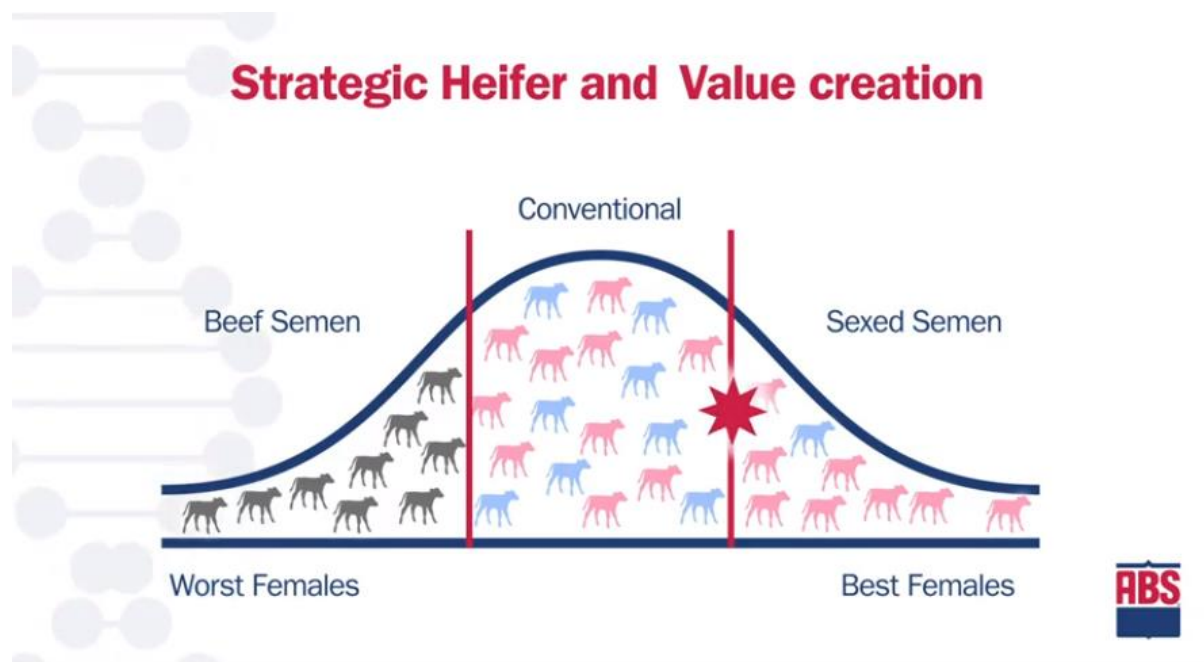 Strategic Heifer and Value creation
Conventional
Beef Semen
Sexed Semen
Worst Females
Best Females
ABS